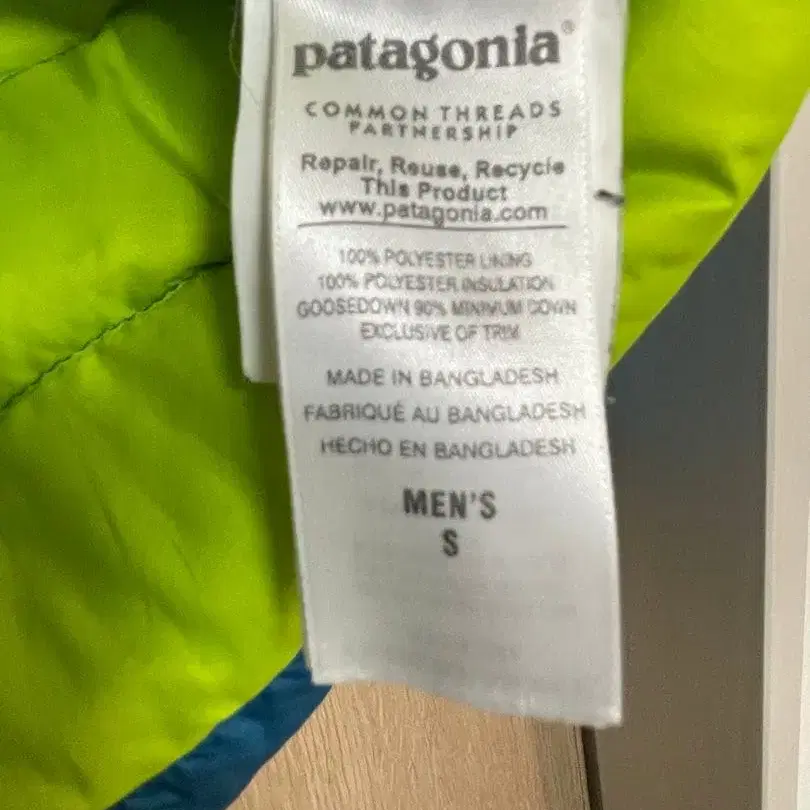 patagonia®
COMMON THREADS
PARTNERSHIP
Repair, Reuse, Recycle
This Product
www.patagonia.com
100% POLYESTER LINING
100% POLYESTER INSULATION
GOOSEDOWN 90% MINIMUM DOWN
EXCLUSIVE OF TRIM
MADE IN BANGLADESH
FABRIQUÉ AU BANGLADESH
HECHO EN BANGLADESH
MEN'S
S